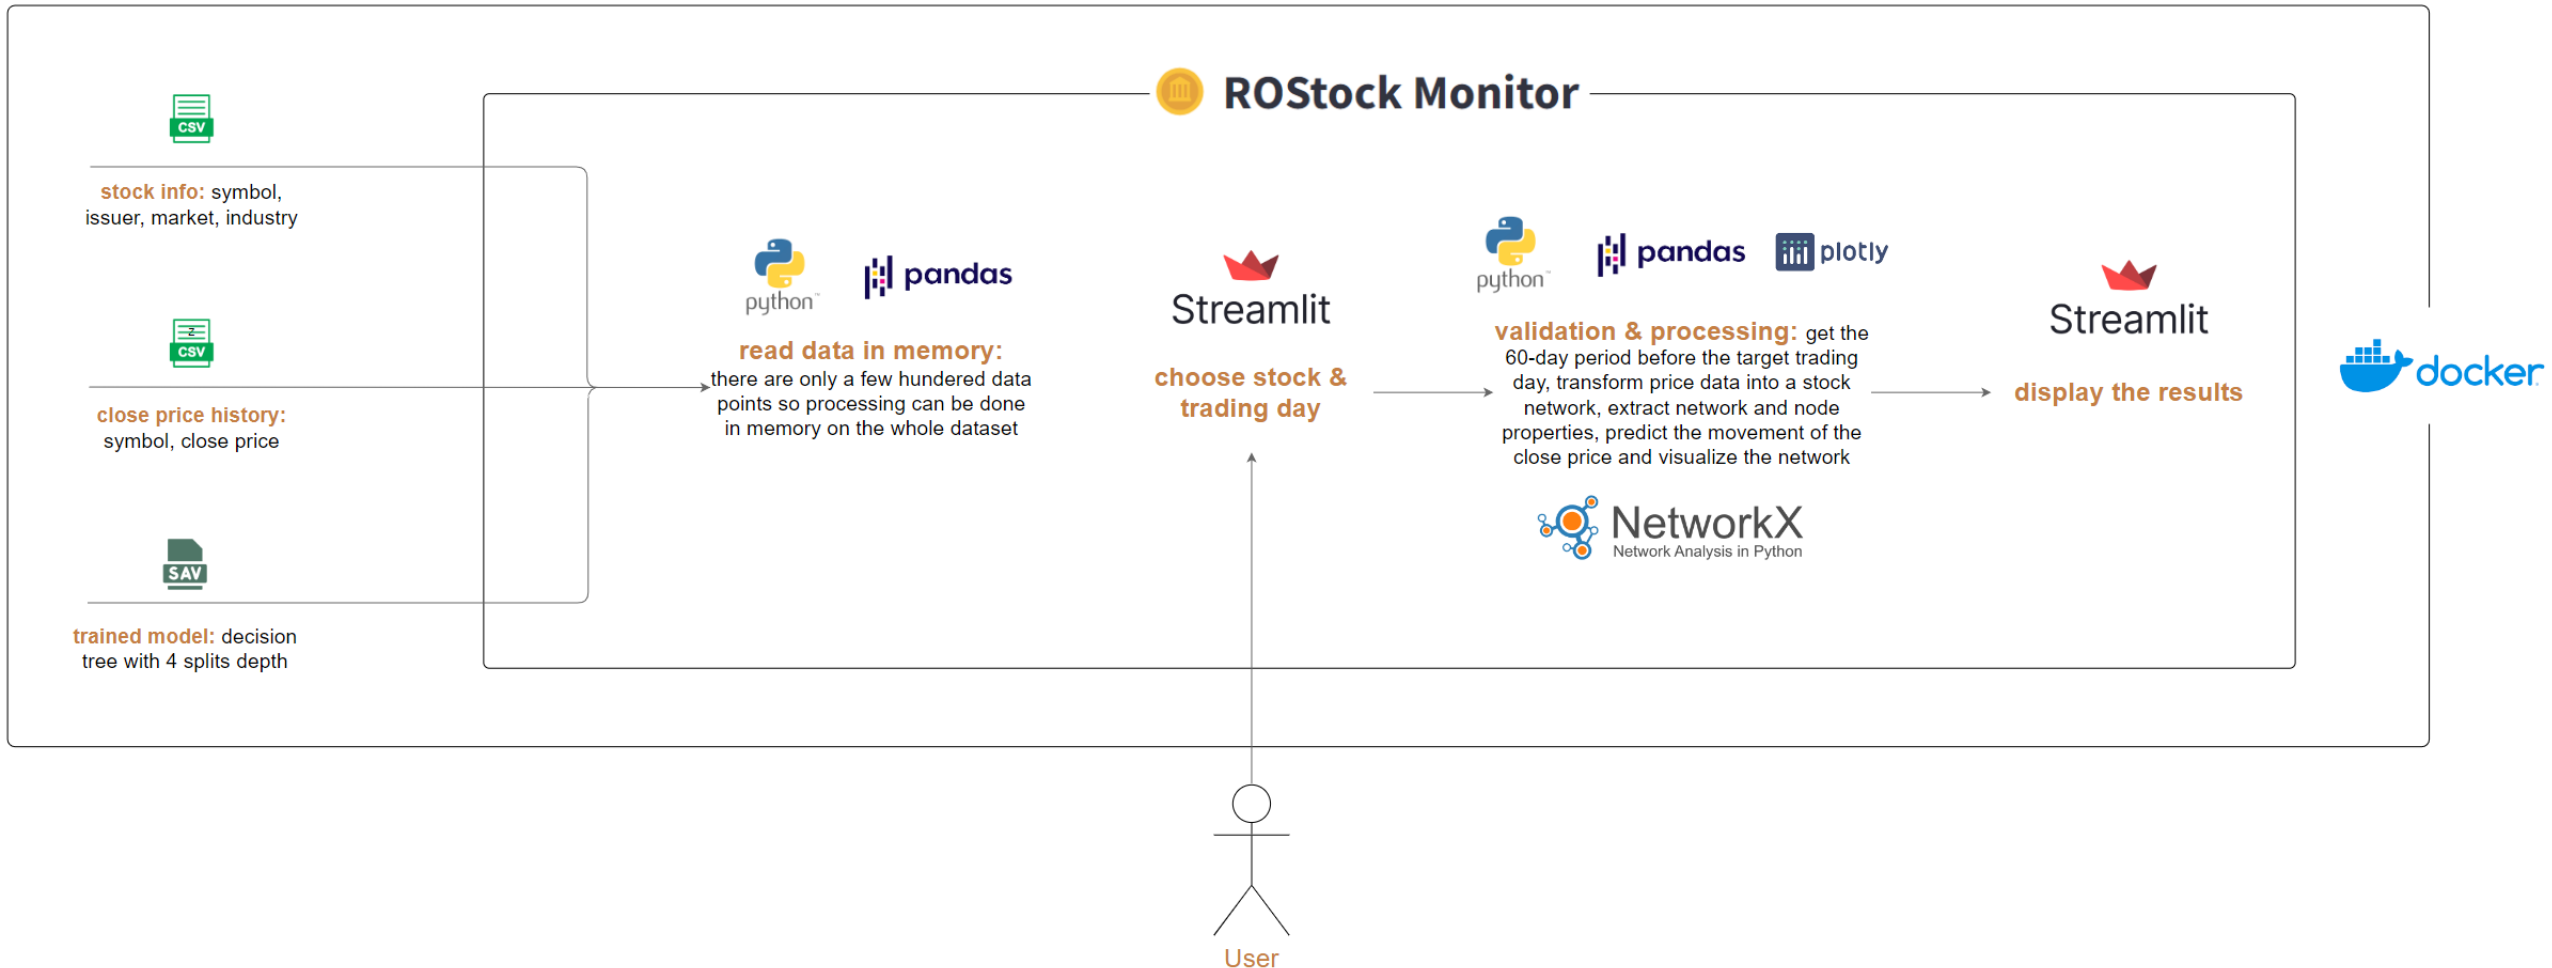 ROStock Monitor
CSV
stock info: symbol,
issuer, market, industry
z
CSV
close price history:
symbol, close price
SAV
trained model: decision
tree with 4 splits depth
python™
pandas
read data in memory:
there are only a few hundered data
points so processing can be done
in memory on the whole dataset
Streamlit
choose stock &
trading day
python™
pandas
plotly
validation & processing: get the
60-day period before the target trading
day, transform price data into a stock
network, extract network and node
properties, predict the movement of the
close price and visualize the network
NetworkX
Network Analysis in Python
Streamlit
display the results
docker
User